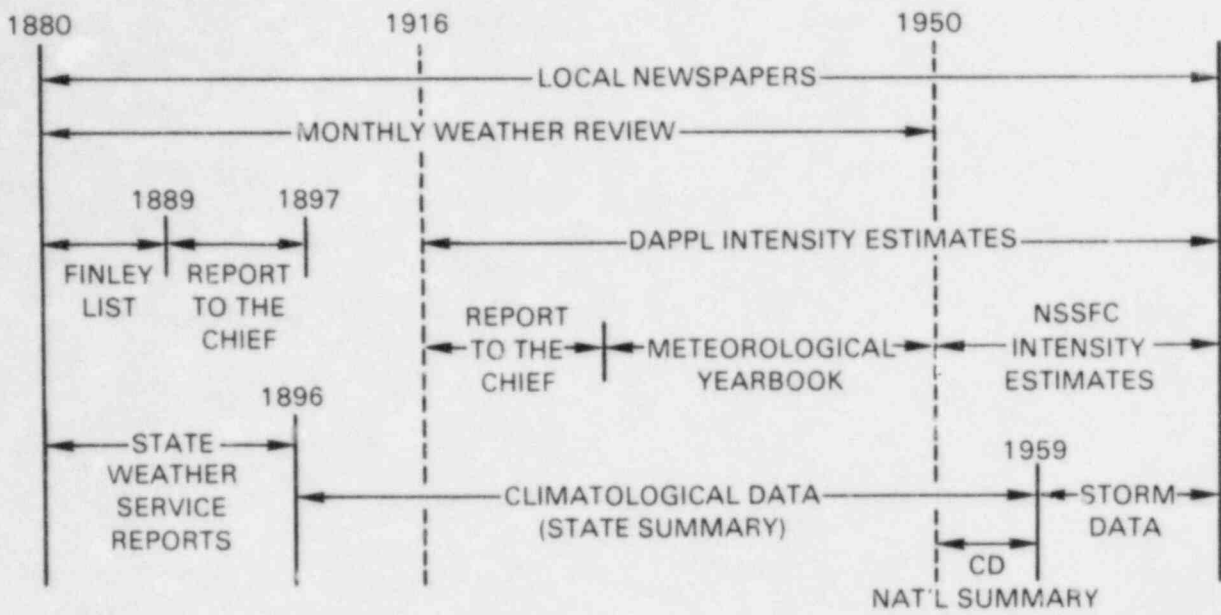 1880 1916 1950
LOCAL NEWSPAPERS
MONTHLY WEATHER REVIEW
1889 1897
DAPPL INTENSITY ESTIMATES
FINLEY
LIST
REPORT
TO THE
CHIEF
REPORT
TO THE
CHIEF
METEOROLOGICAL
YEARBOOK
NSSFC
INTENSITY
ESTIMATES
1896
STATE
WEATHER
SERVICE
REPORTS
1959
CLIMATOLOGICAL DATA
(STATE SUMMARY)
STORM
DATA
CD
NAT'L SUMMARY